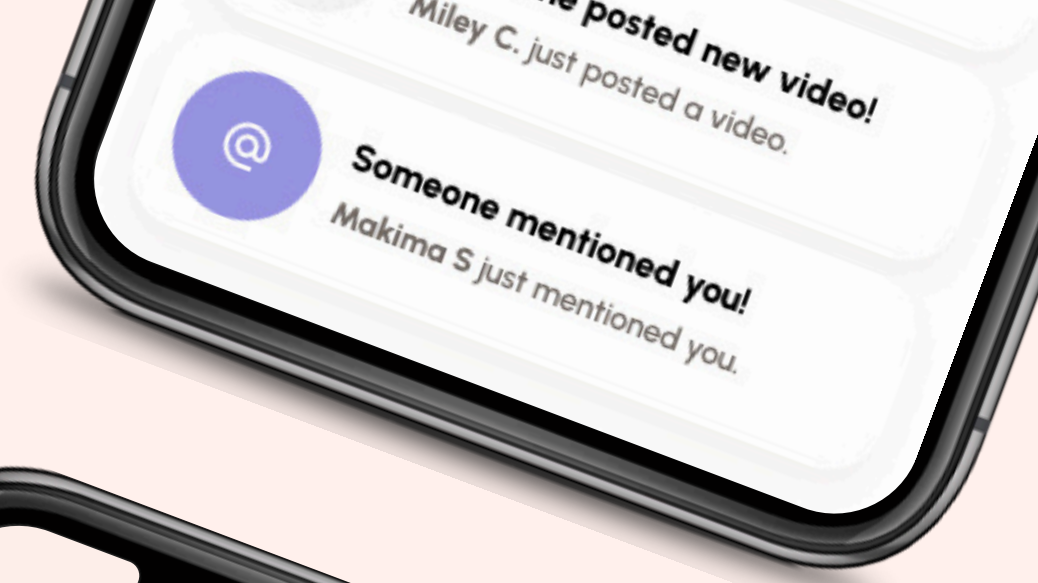 posted new video!
Miley C. just posted a video.
@
Someone mentioned you!
Makima S just mentioned you.